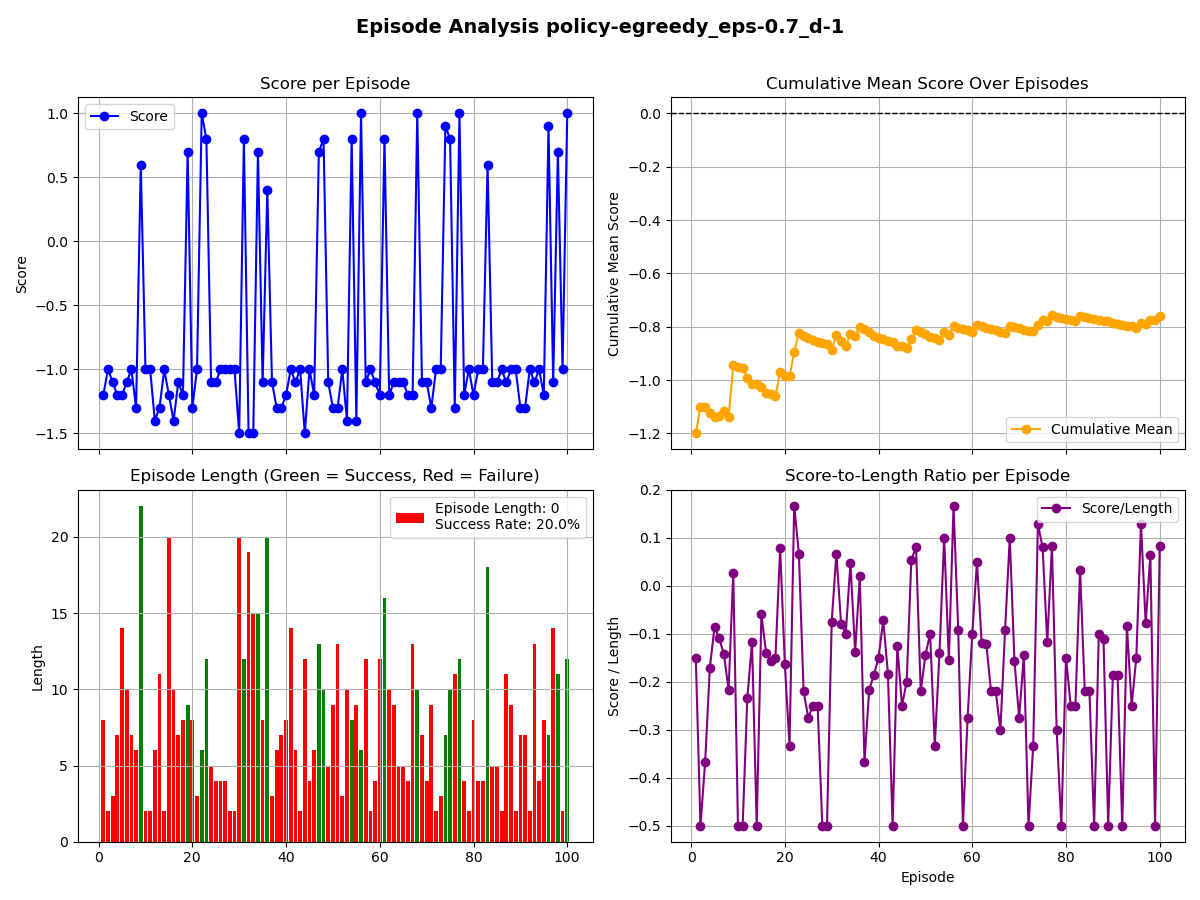 Episode Analysis policy-egreedy_eps-0.7_d-1
Score per Episode
Score
1.0
0.5
0.0
−0.5
−1.0
−1.5
Score
Cumulative Mean Score Over Episodes
0.0
−0.2
−0.4
−0.6
−0.8
−1.0
−1.2
Cumulative Mean Score
Cumulative Mean
Episode Length (Green = Success, Red = Failure)
Episode Length: 0
Success Rate: 20.0%
20
15
10
5
0
Length
0 20 40 60 80 100
Score-to-Length Ratio per Episode
Score/Length
0.2
0.1
0.0
−0.1
−0.2
−0.3
−0.4
−0.5
Score / Length
0 20 40 60 80 100
Episode